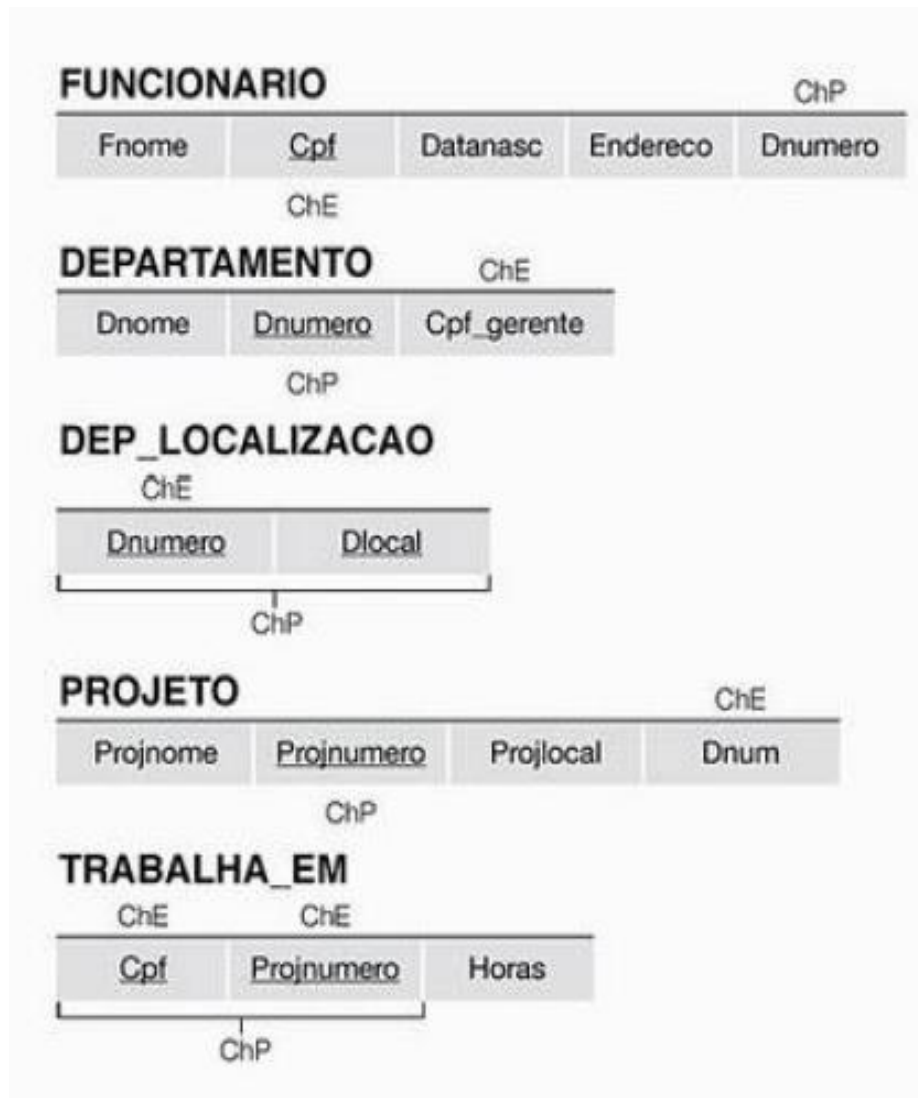 FUNCIONARIO
ChP
Fnome Cpf Datanasc Endereco Dnumero
ChE
DEPARTAMENTO
ChE
Dnome Dnumero Cpf_gerente
ChP
DEP_LOCALIZACAO
ChE
Dnumero Dlocal
ChP
PROJETO
ChE
Projnome Projnumero Projlocal Dnum
ChP
TRABALHA_EM
ChE ChE
Cpf Projnumero Horas
ChP